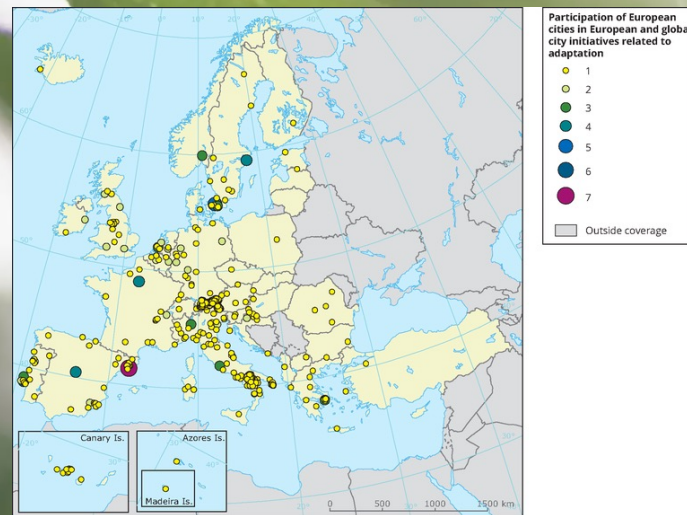 Participation of European
cities in European and globa
city initiatives related to
adaptation
1
2
3
4
5
6
7
Outside coverage
Canary Is.
Azores Is.
Madeira Is.
0 500 1000 1500 km